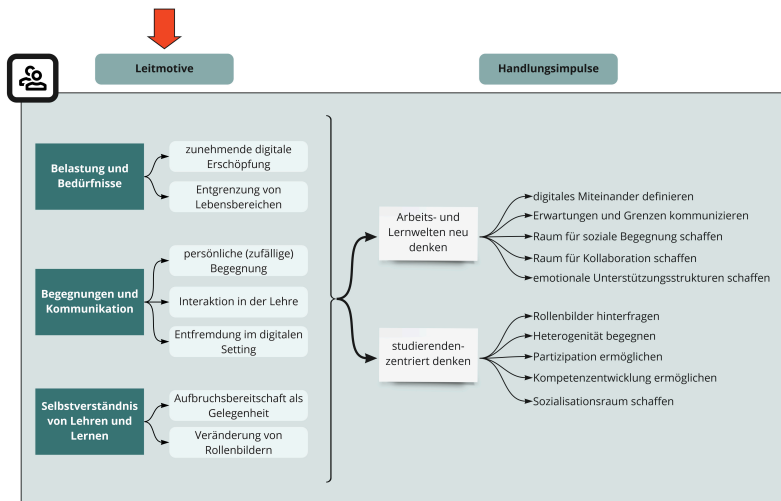 Leitmotive
Handlungsimpulse
Belastung und
Bedürfnisse
zunehmende digitale
Erschöpfung
Entgrenzung von
Lebensbereichen
Begegnungen und
Kommunikation
persönliche (zufällige)
Begegnung
Interaktion in der Lehre
Entfremdung im digitalen
Setting
Selbstverständnis
von Lehren und
Lernen
Aufbruchsbereitschaft als
Gelegenheit
Veränderung von
Rollenbildern
Arbeits- und
Lernwelten neu
denken
digitales Miteinander definieren
Erwartungen und Grenzen kommunizieren
Raum für soziale Begegnung schaffen
Raum für Kollaboration schaffen
emotionale Unterstützungsstrukturen schaffen
studierenden-
zentriert denken
Rollenbilder hinterfragen
Heterogenität begegnen
Partizipation ermöglichen
Kompetenzentwicklung ermöglichen
Sozialisationsraum schaffen